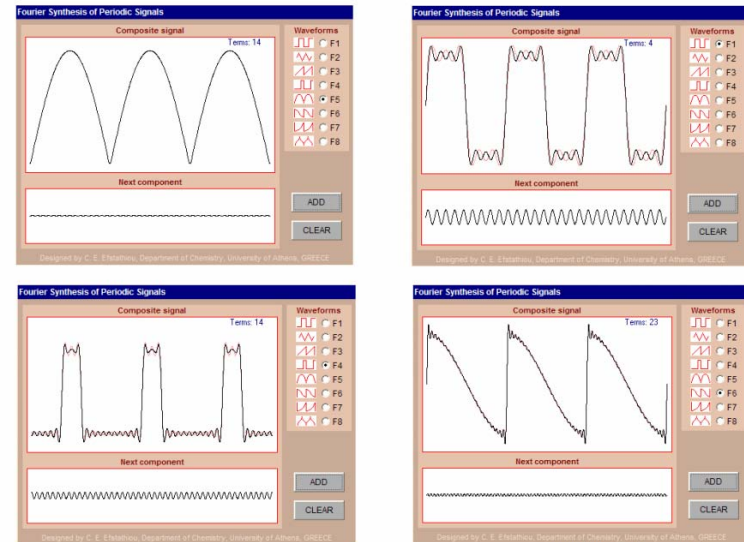 Fourier Synthesis of Periodic Signals
Composite signal
Terms: 14
Waveforms
F1
F2
F3
F4
F5
F6
F7
F8
Next component
ADD
CLEAR
Designed by C. E. Efstathiou, Department of Chemistry, University of Athens, GREECE
Fourier Synthesis of Periodic Signals
Composite signal
Terms: 4
Waveforms
F1
F2
F3
F4
F5
F6
F7
F8
Next component
ADD
CLEAR
Designed by C. E. Efstathiou, Department of Chemistry, University of Athens, GREECE
Fourier Synthesis of Periodic Signals
Composite signal
Terms: 14
Waveforms
F1
F2
F3
F4
F5
F6
F7
F8
Next component
ADD
CLEAR
Designed by C. E. Efstathiou, Department of Chemistry, University of Athens, GREECE
Fourier Synthesis of Periodic Signals
Composite signal
Terms: 23
Waveforms
F1
F2
F3
F4
F5
F6
F7
F8
Next component
ADD
CLEAR
Designed by C. E. Efstathiou, Department of Chemistry, University of Athens, GREECE